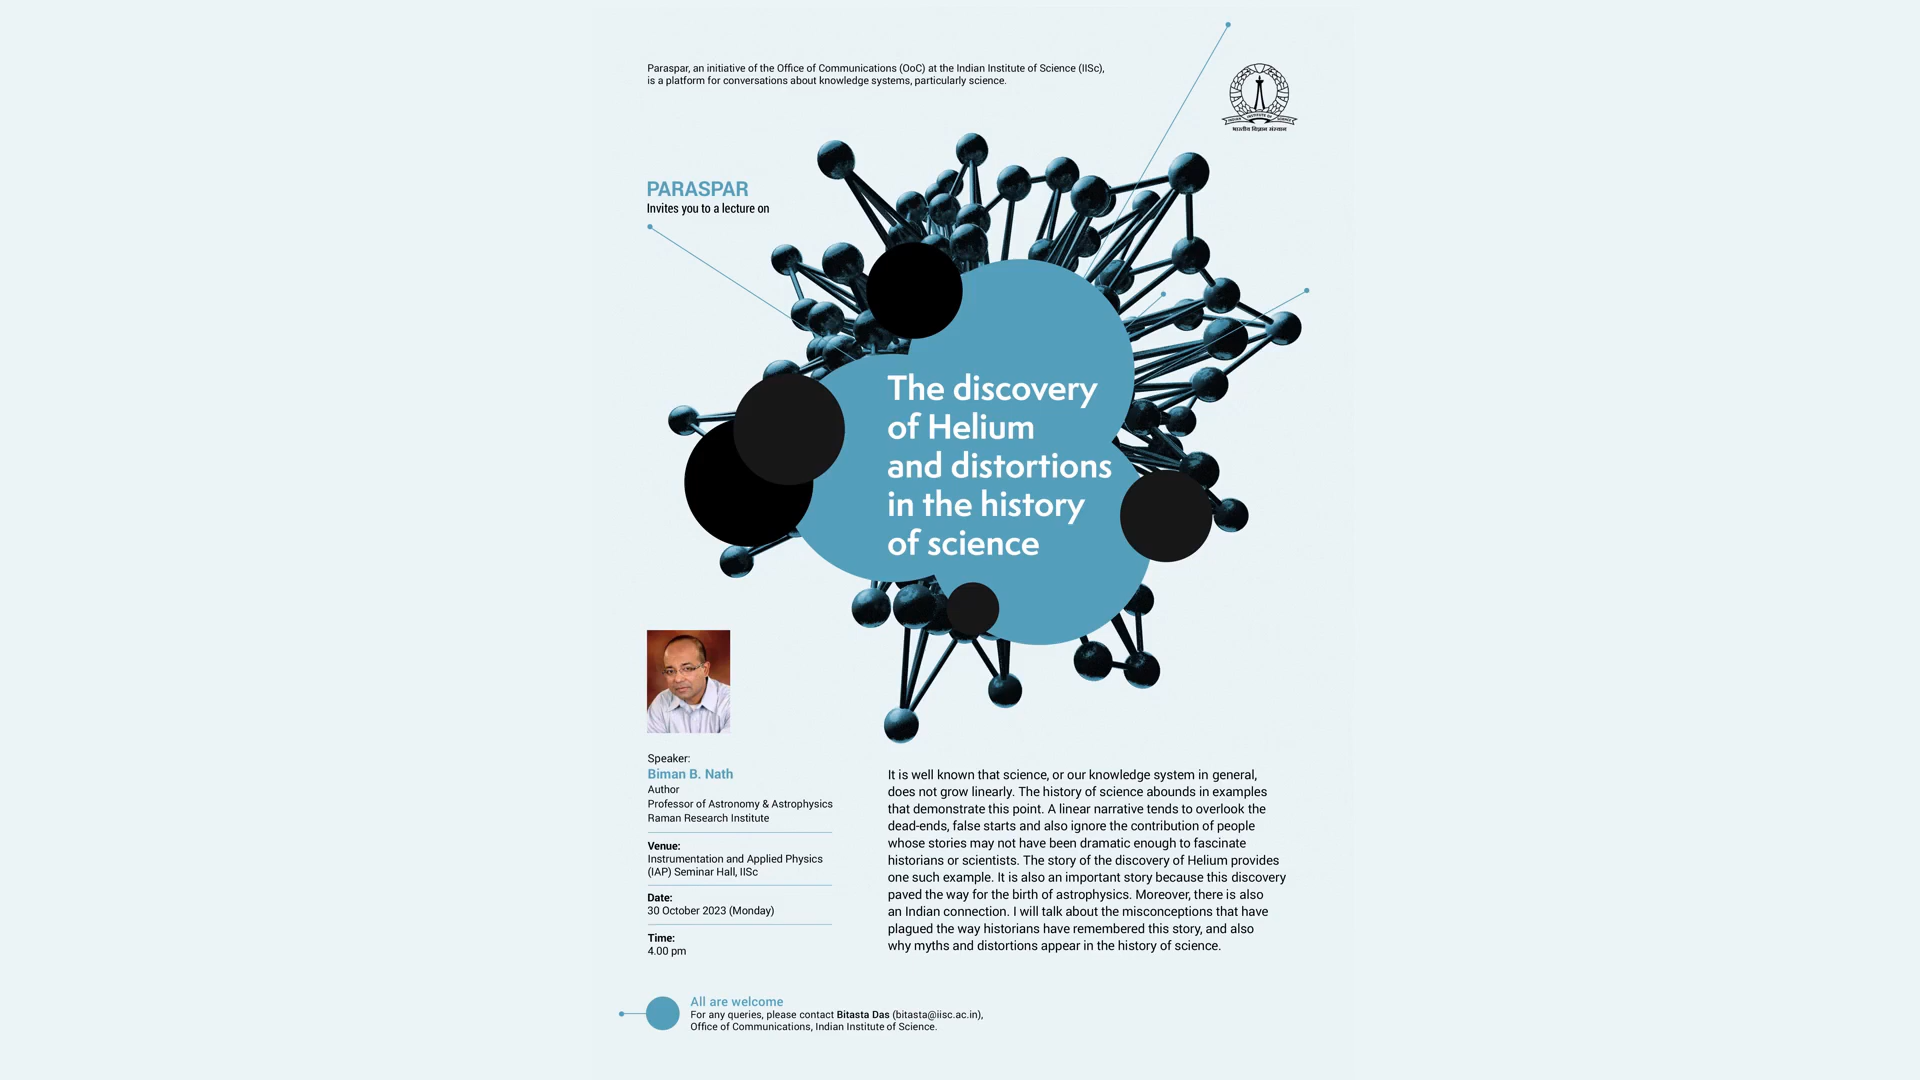 Paraspar, an initiative of the Office of Communications (OoC) at the Indian Institute of Science (IISc),
is a platform for conversations about knowledge systems, particularly science.
INDIAN INSTITUTE OF SCIENCE
भारतीय विज्ञान संस्थान
PARASPAR
Invites you to a lecture on
The discovery
of Helium
and distortions
in the history
of science
Speaker:
Biman B. Nath
Author
Professor of Astronomy & Astrophysics
Raman Research Institute
Venue:
Instrumentation and Applied Physics
(IAP) Seminar Hall, IISc
Date:
30 October 2023 (Monday)
Time:
4.00 pm
It is well known that science, or our knowledge system in general,
does not grow linearly. The history of science abounds in examples
that demonstrate this point. A linear narrative tends to overlook the
dead-ends, false starts and also ignore the contribution of people
whose stories may not have been dramatic enough to fascinate
historians or scientists. The story of the discovery of Helium provides
one such example. It is also an important story because this discovery
paved the way for the birth of astrophysics. Moreover, there is also
an Indian connection. I will talk about the misconceptions that have
plagued the way historians have remembered this story, and also
why myths and distortions appear in the history of science.
All are welcome
For any queries, please contact Bitasta Das (bitasta@iisc.ac.in),
Office of Communications, Indian Institute of Science.